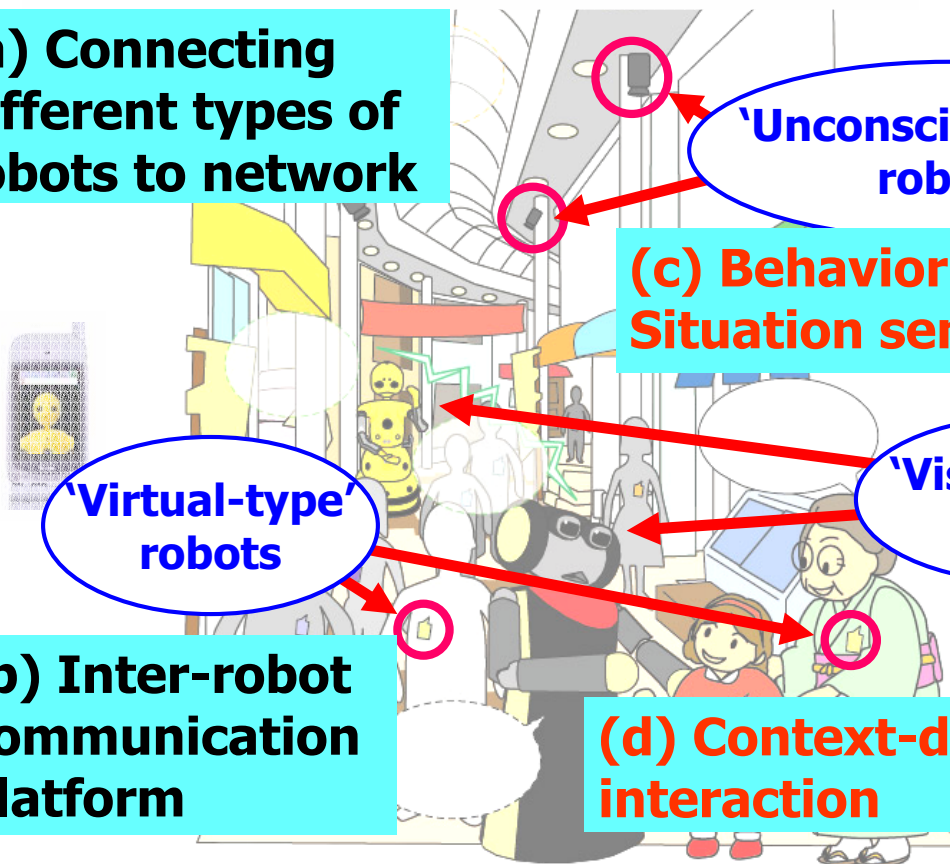 ) Connecting
fferent types of
obots to network
‘Unconsci
rob
(c) Behavior
Situation sen
‘Virtual-type’
robots
‘Vis
b) Inter-robot
ommunication
latform
(d) Context-d
interaction